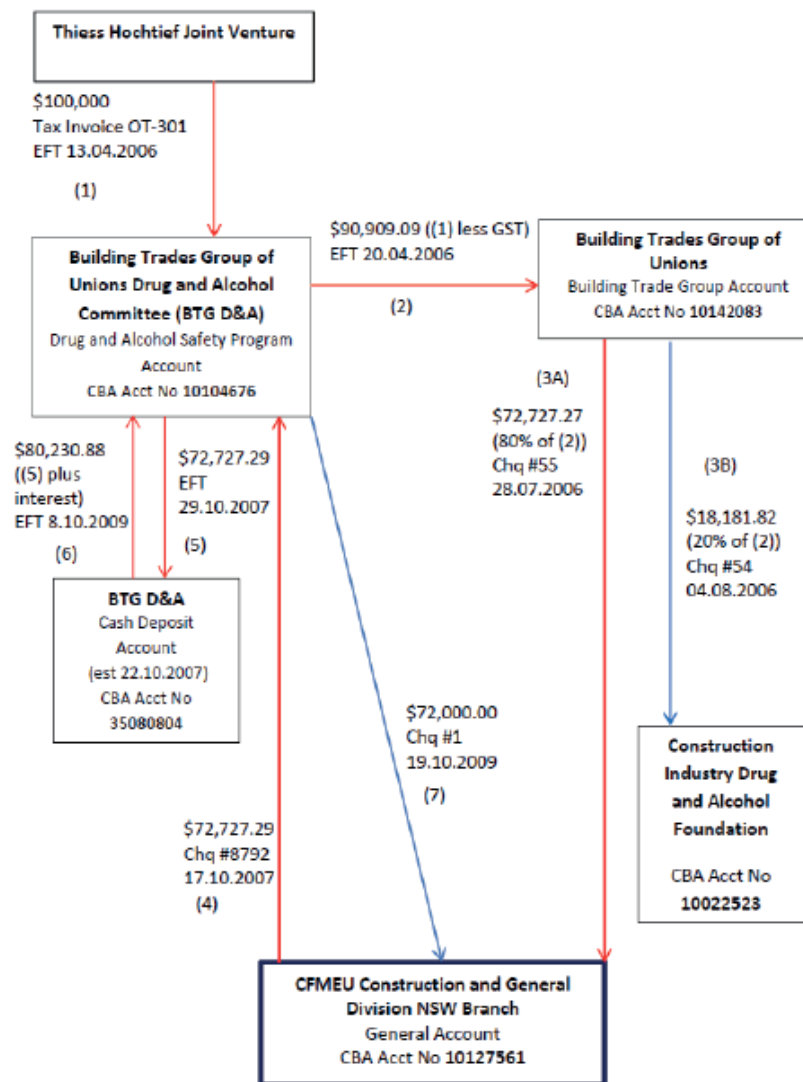 Thiess Hochtief Joint Venture
$100,000
Tax Invoice OT-301
EFT 13.04.2006
(1)
Building Trades Group of
Unions Drug and Alcohol
Committee (BTG D&A)
Drug and Alcohol Safety Program
Account
CBA Acct No 10104676
$90,909.09 ((1) less GST)
EFT 20.04.2006
(2)
Building Trades Group of
Unions
Building Trade Group Account
CBA Acct No 10142083
(3A)
$72,727.27
(80% of (2))
Chq #55
28.07.2006
(3B)
$18,181.82
(20% of (2))
Chq #54
04.08.2006
$80,230.88
((5) plus
interest)
EFT 8.10.2009
(6)
$72,727.29
EFT
29.10.2007
(5)
BTG D&A
Cash Deposit
Account
(est 22.10.2007)
CBA Acct No
35080804
$72,000.00
Chq #1
19.10.2009
(7)
Construction
Industry Drug
and Alcohol
Foundation
CBA Acct No
10022523
$72,727.29
Chq #8792
17.10.2007
(4)
CFMEU Construction and General
Division NSW Branch
General Account
CBA Acct No 10127561